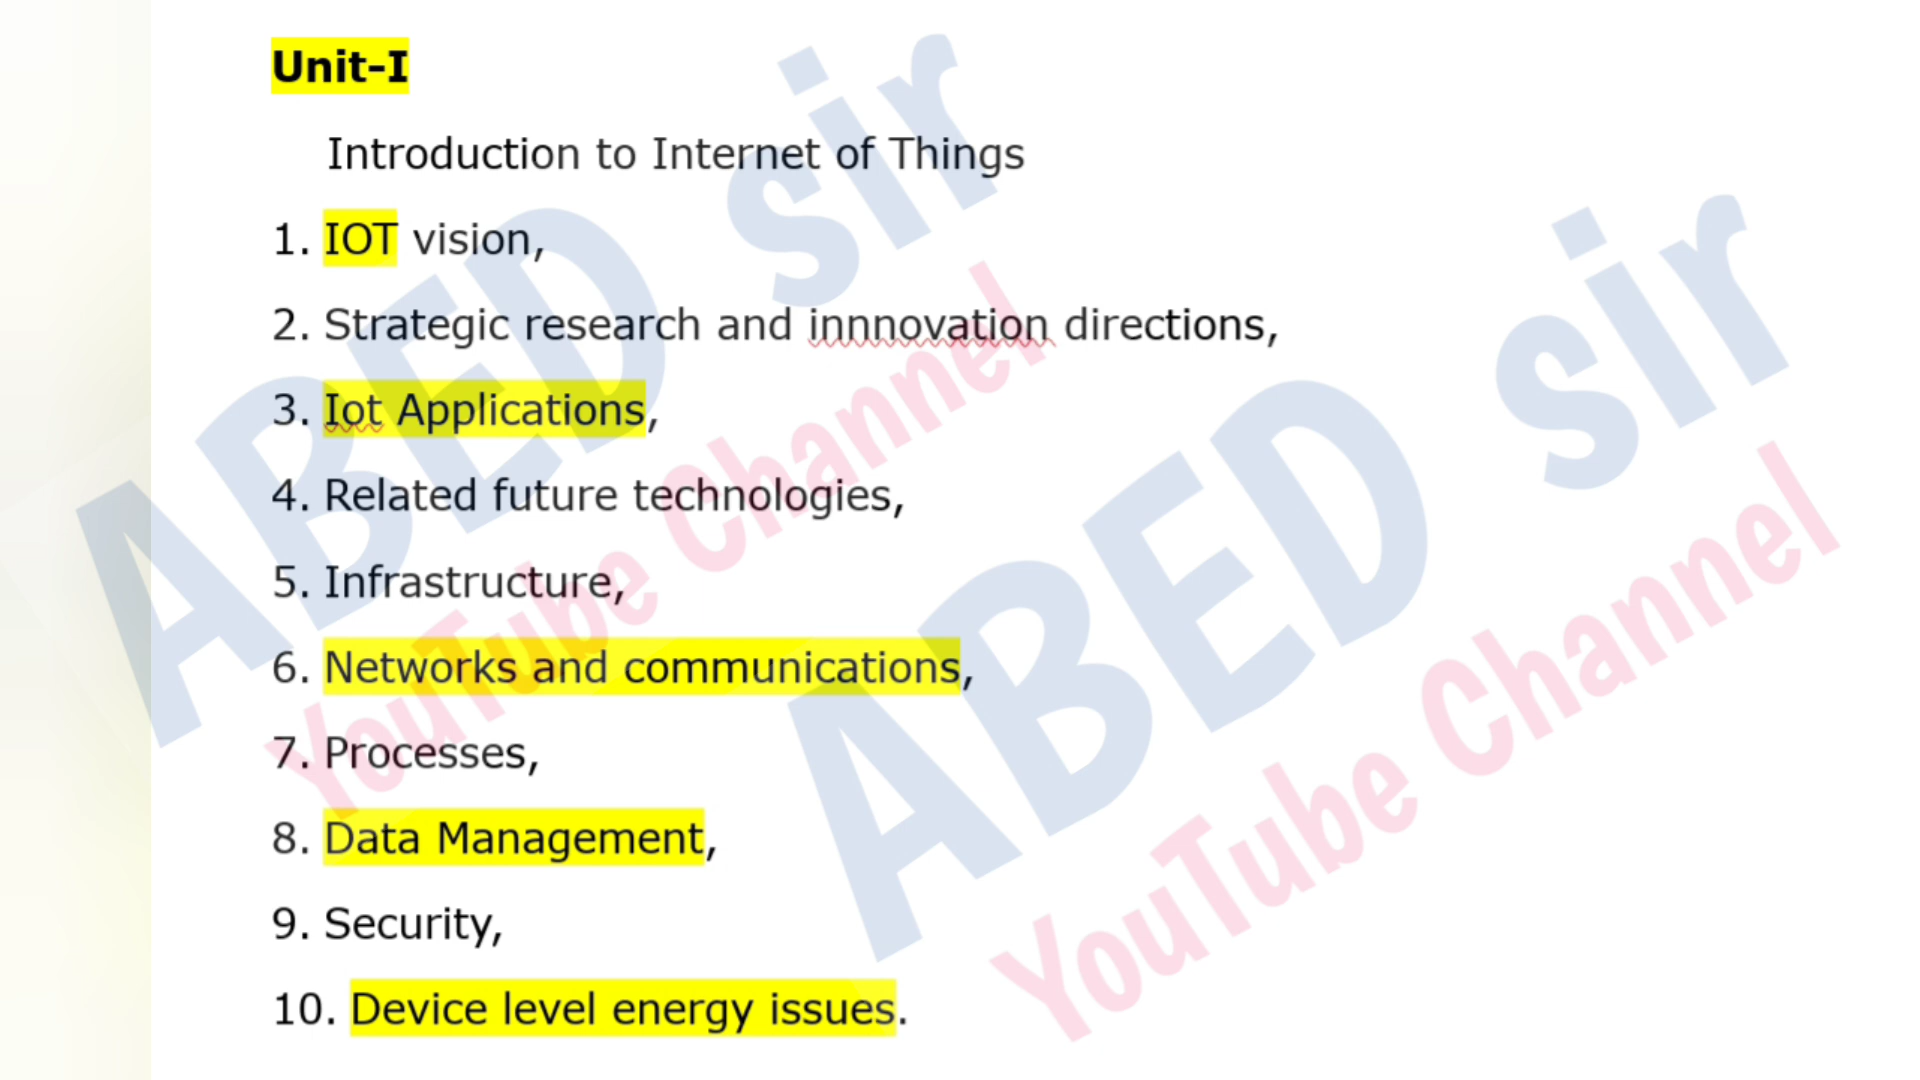 Unit-I
Introduction to Internet of Things
1. IOT vision,
2. Strategic research and innnovation directions,
3. Iot Applications,
4. Related future technologies,
5. Infrastructure,
6. Networks and communications,
7. Processes,
8. Data Management,
9. Security,
10. Device level energy issues.
ABED sir
YouTube Channel
ABED sir
YouTube Channel